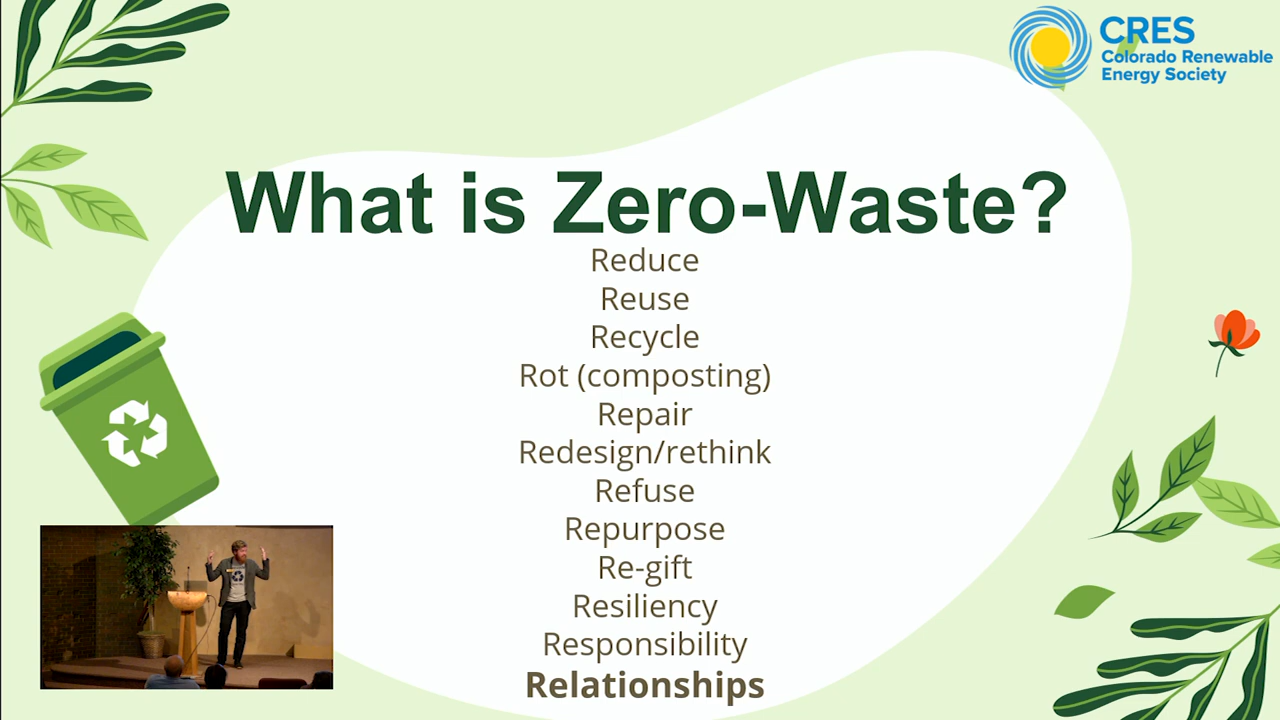 CRES
Colorado Renewable
Energy Society
What is Zero-Waste?
Reduce
Reuse
Recycle
Rot (composting)
Repair
Redesign/rethink
Refuse
Repurpose
Re-gift
Resiliency
Responsibility
Relationships